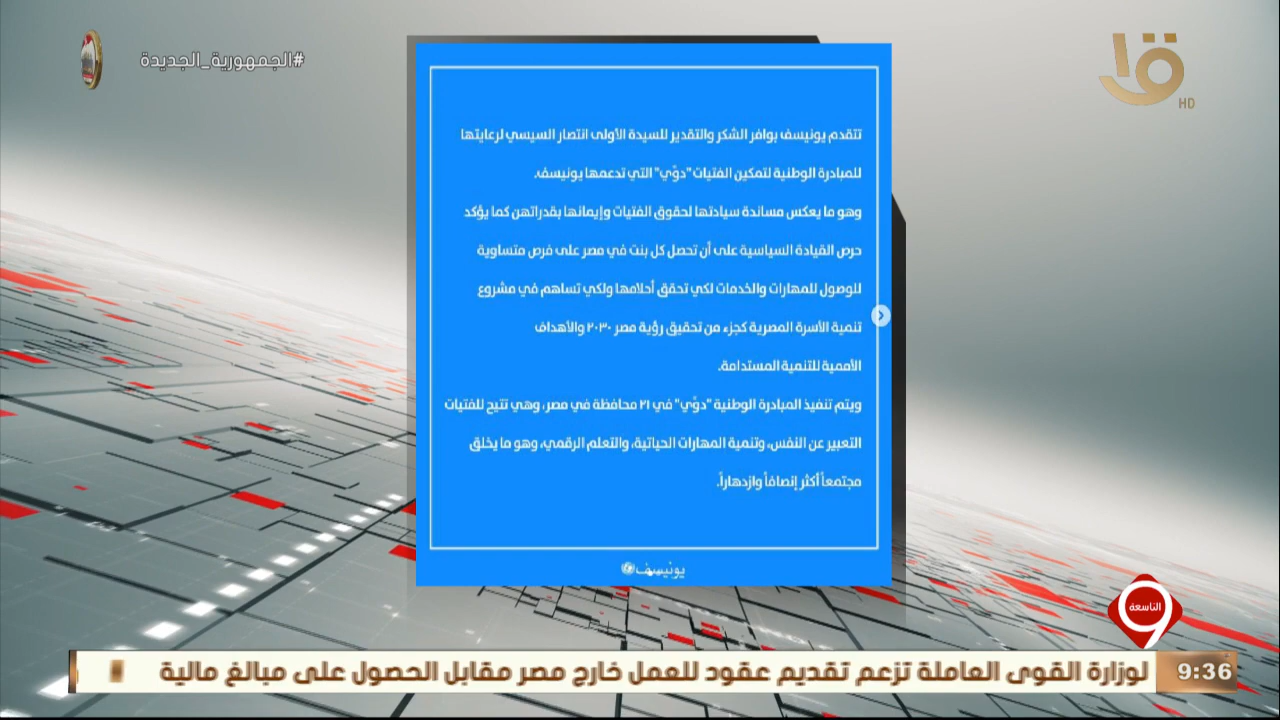 #الجمهورية_الجديدة
HD
تتقدم يونيسف بوافر الشكر والتقدير للسيدة الأولى انتصار السيسي لرعايتها
للمبادرة الوطنية لتمكين الفتيات "دوِّي" التي تدعمها يونيسف.
وهو ما يعكس مساندة سيادتها لحقوق الفتيات وإيمانها بقدراتهن كما يؤكد
حرص القيادة السياسية على أن تحصل كل بنت في مصر على فرص متساوية
للوصول للمهارات والخدمات لكي تحقق أحلامها ولكي تساهم في مشروع
تنمية الأسرة المصرية كجزء من تحقيق رؤية مصر ٢٠٣٠ والأهداف
الأممية للتنمية المستدامة.
ويتم تنفيذ المبادرة الوطنية "دوِّي" في ٢١ محافظة في مصر، وهي تتيح للفتيات
التعبير عن النفس، وتنمية المهارات الحياتية، والتعلم الرقمي، وهو ما يخلق
مجتمعاً أكثر إنصافاً وازدهاراً.
يونيسف
التاسعة
9
9:36
لوزارة القوى العاملة تزعم تقديم عقود للعمل خارج مصر مقابل الحصول على مبالغ مالية